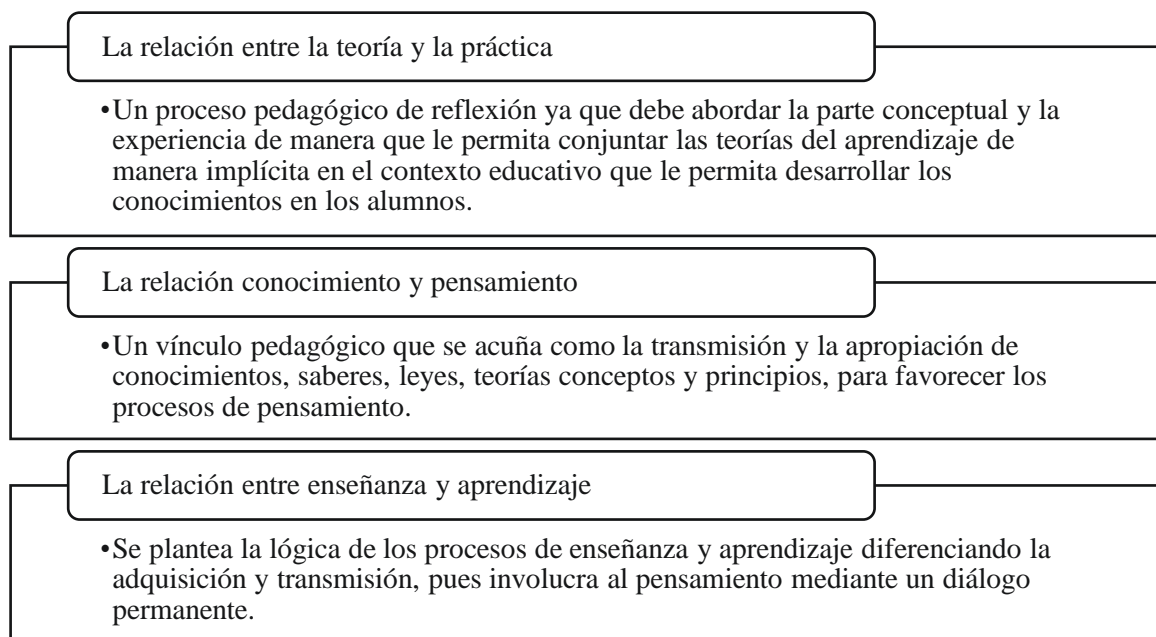 La relación entre la teoría y la práctica
•Un proceso pedagógico de reflexión ya que debe abordar la parte conceptual y la
experiencia de manera que le permita conjuntar las teorías del aprendizaje de
manera implícita en el contexto educativo que le permita desarrollar los
conocimientos en los alumnos.
La relación conocimiento y pensamiento
•Un vínculo pedagógico que se acuña como la transmisión y la apropiación de
conocimientos, saberes, leyes, teorías conceptos y principios, para favorecer los
procesos de pensamiento.
La relación entre enseñanza y aprendizaje
•Se plantea la lógica de los procesos de enseñanza y aprendizaje diferenciando la
adquisición y transmisión, pues involucra al pensamiento mediante un diálogo
permanente.